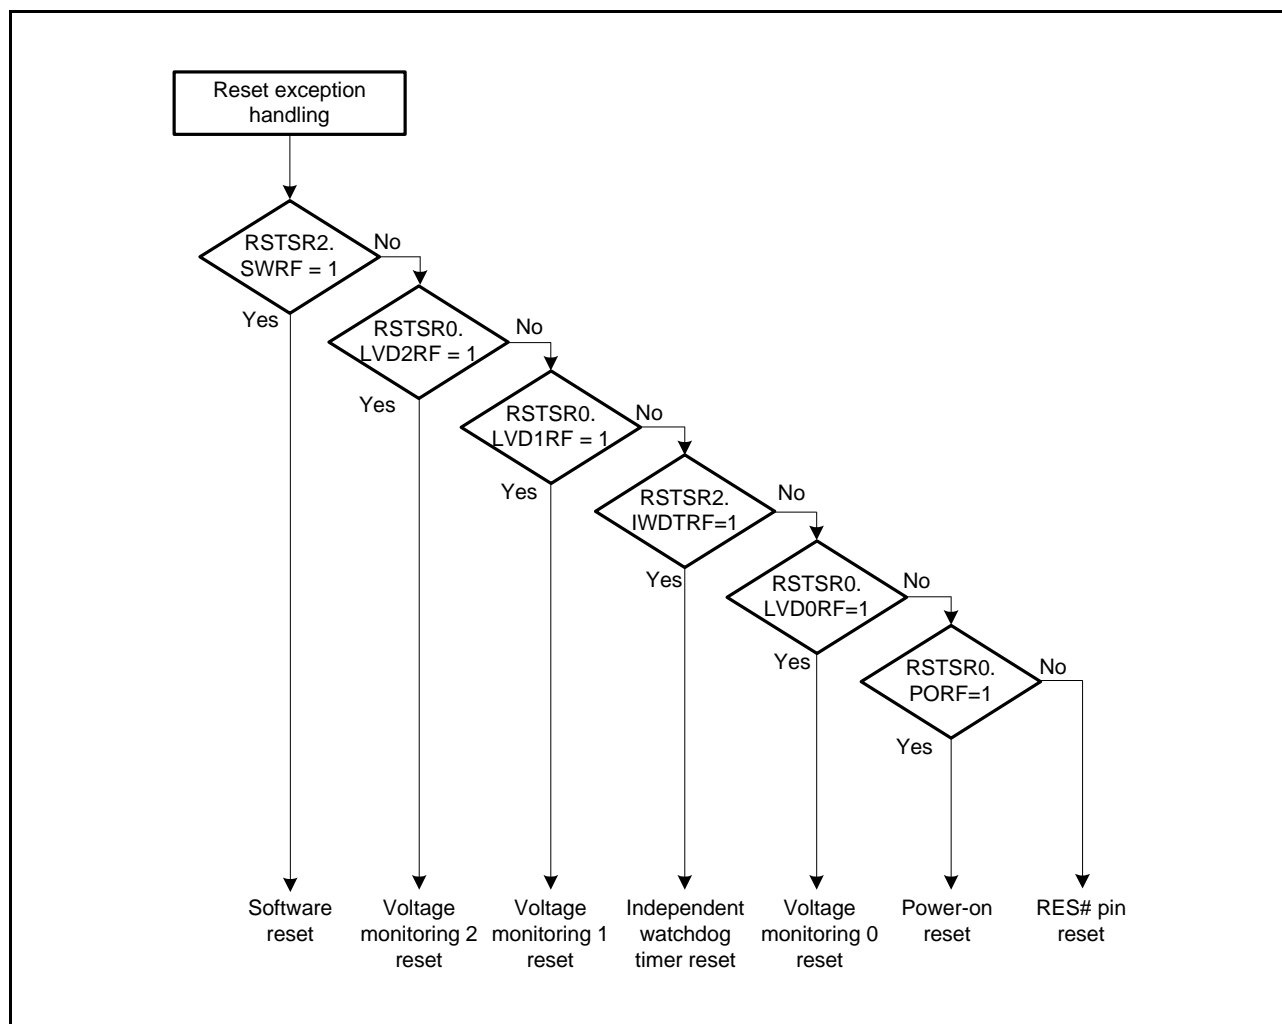 Reset exception
handling
RSTSR2.
SWRF = 1
No
Yes
RSTSR0.
LVD2RF = 1
No
Yes
RSTSR0.
LVD1RF = 1
No
Yes
RSTSR2.
IWDTRF=1
No
Yes
RSTSR0.
LVD0RF=1
No
Yes
RSTSR0.
PORF=1
No
Yes
Software
reset
Voltage
monitoring 2
reset
Voltage
monitoring 1
reset
Independent
watchdog
timer reset
Voltage
monitoring 0
reset
Power-on
reset
RES# pin
reset